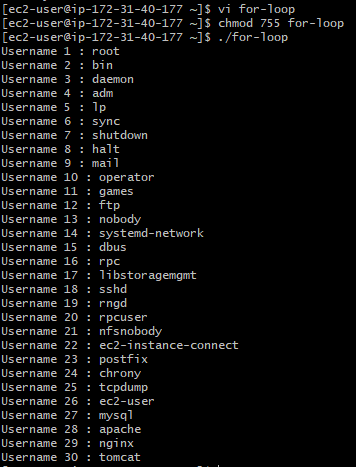 [ec2-user@ip-172-31-40-177 ~]$ vi for-loop
[ec2-user@ip-172-31-40-177 ~]$ chmod 755 for-loop
[ec2-user@ip-172-31-40-177 ~]$ ./for-loop
Username 1 : root
Username 2 : bin
Username 3 : daemon
Username 4 : adm
Username 5 : lp
Username 6 : sync
Username 7 : shutdown
Username 8 : halt
Username 9 : mail
Username 10 : operator
Username 11 : games
Username 12 : ftp
Username 13 : nobody
Username 14 : systemd-network
Username 15 : dbus
Username 16 : rpc
Username 17 : libstoragemgmt
Username 18 : sshd
Username 19 : rngd
Username 20 : rpcuser
Username 21 : nfsnobody
Username 22 : ec2-instance-connect
Username 23 : postfix
Username 24 : chrony
Username 25 : tcpdump
Username 26 : ec2-user
Username 27 : mysql
Username 28 : apache
Username 29 : nginx
Username 30 : tomcat